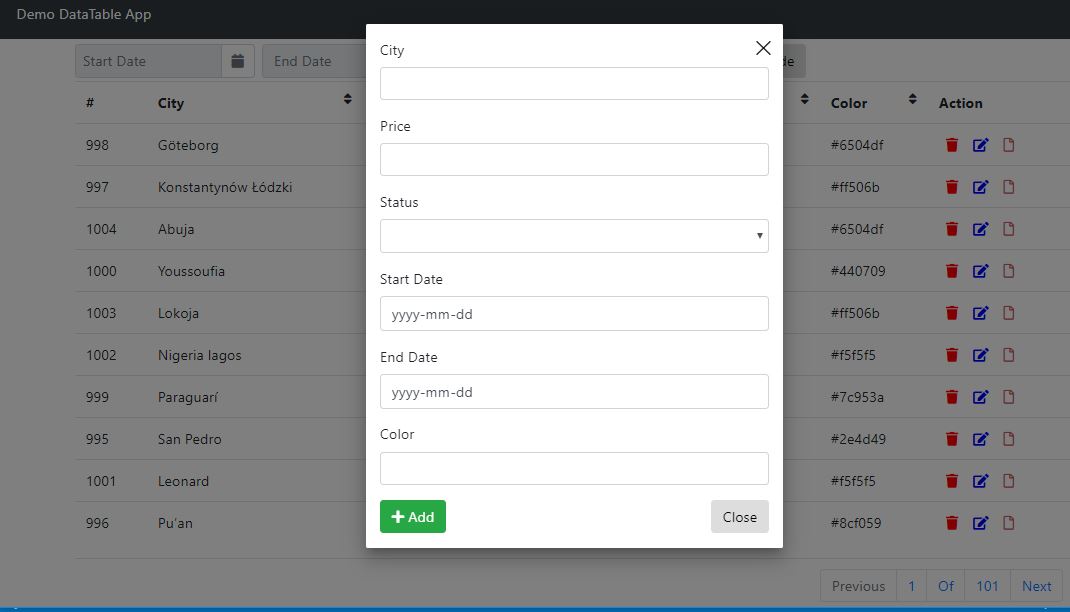 Demo DataTable App
Start Date
End Date
de
# City Color Action
998 Göteborg #6504df
997 Konstantynów Łódzki #ff506b
1004 Abuja #6504df
1000 Youssoufia #440709
1003 Lokoja #ff506b
1002 Nigeria lagos #f5f5f5
999 Paraguarí #7c953a
995 San Pedro #2e4d49
1001 Leonard #f5f5f5
996 Pu’an #8cf059
Previous 1 Of 101 Next
City
Price
Status
Start Date
yyyy-mm-dd
End Date
yyyy-mm-dd
Color
Add
Close